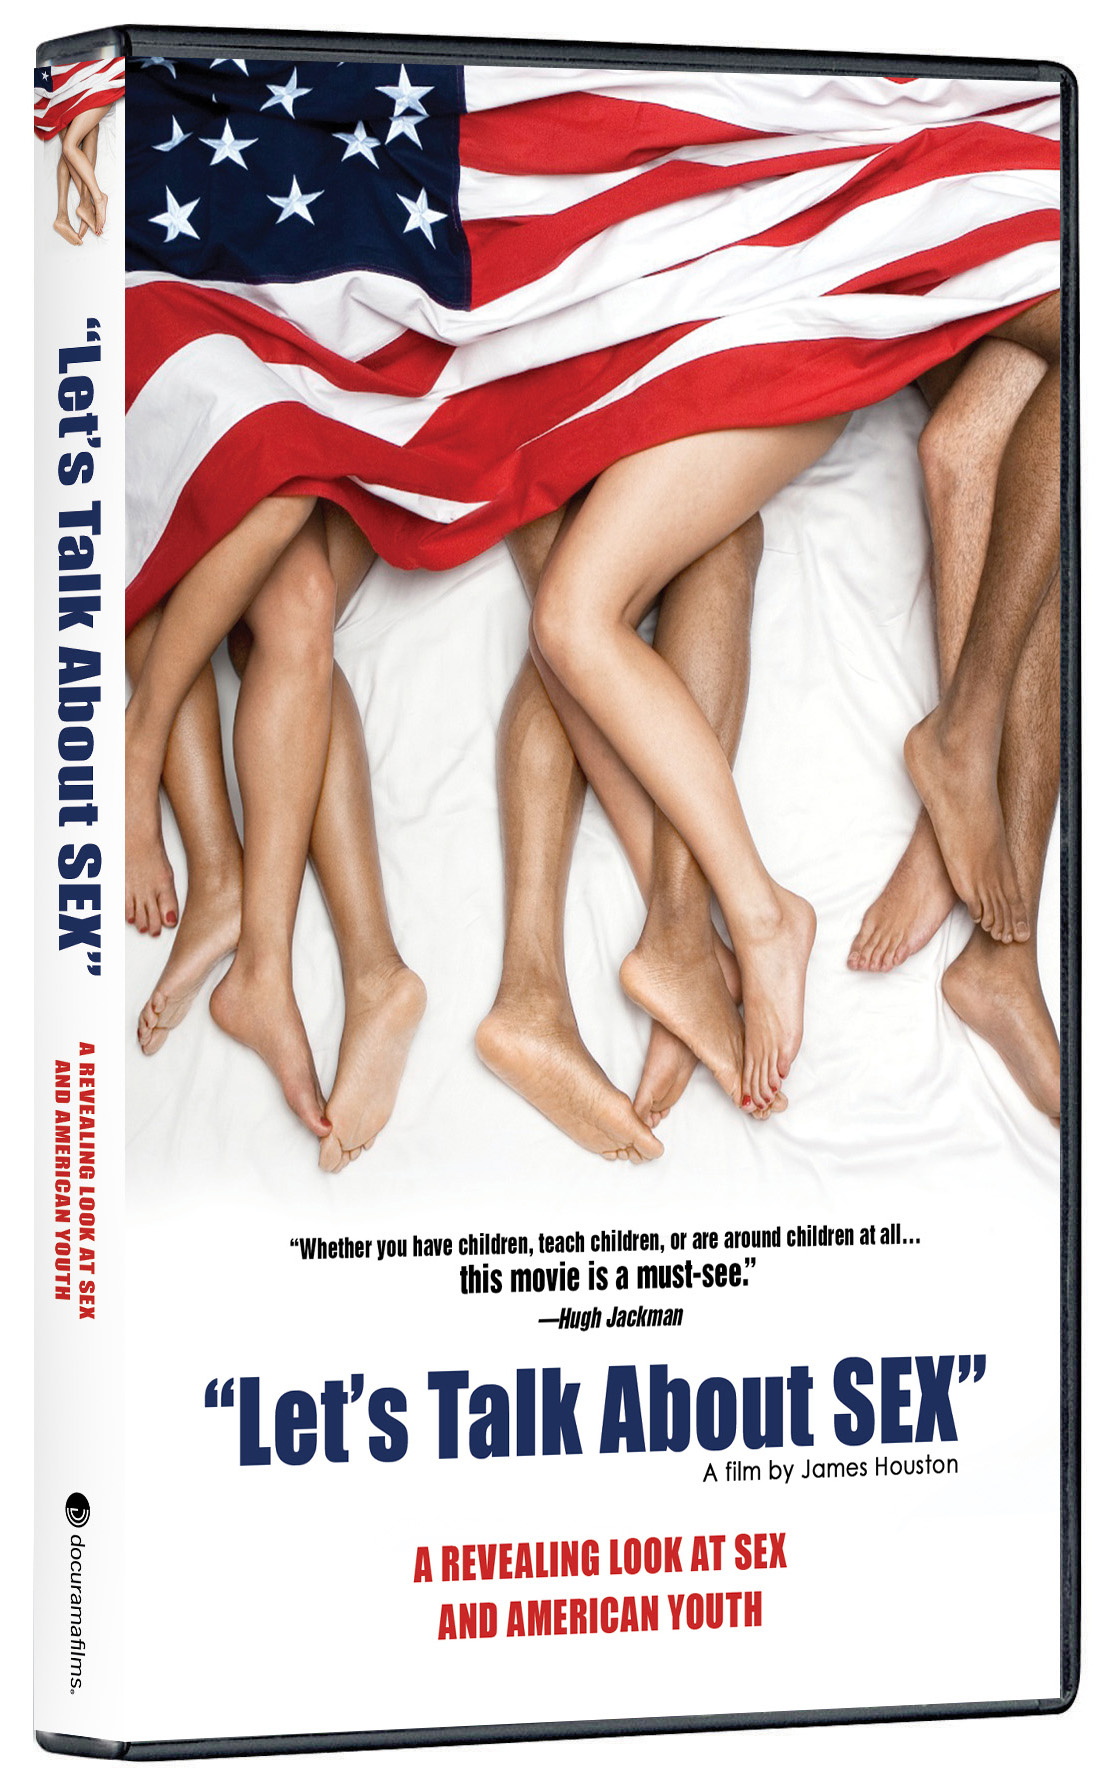 “Let’s Talk About SEX”
A REVEALING LOOK AT SEX
AND AMERICAN YOUTH
docuramafilms®
“Whether you have children, teach children, or are around children at all...
this movie is a must-see.”
—Hugh Jackman
“Let’s Talk About SEX”
A film by James Houston
A REVEALING LOOK AT SEX
AND AMERICAN YOUTH